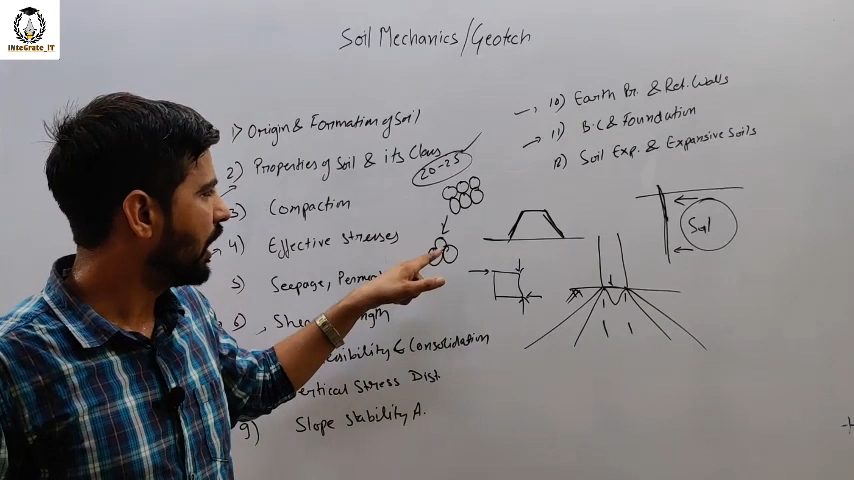 INteGrate_IT
Soil Mechanics/Geotech
1) Origin & Formation of Soil
2) Properties of Soil & its Class
20-25
3) Compaction
4) Effective stresses
5) Seepage,
6)
& Consolidation
Vertical Stress Dist.
9) Slope Stability A.
10) Earth Pr. & Ret. Walls
11) B.C & Foundation
12) Soil Exp. & Expansive Soils